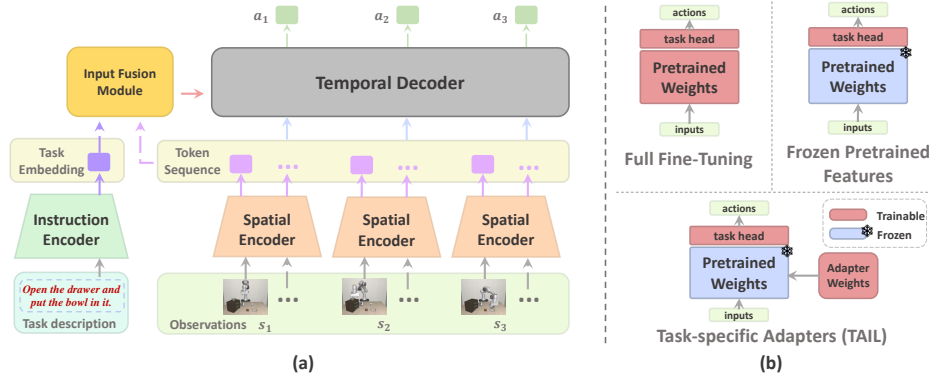 a₁
a₂
a₃
Input Fusion
Module
Temporal Decoder
Task
Embedding
Token
Sequence
Instruction
Encoder
Spatial
Encoder
Spatial
Encoder
Spatial
Encoder
Open the drawer and
put the bowl in it.
Task description
Observations
s₁
s₂
s₃
(a)
actions
task head
Pretrained
Weights
inputs
Full Fine-Tuning
actions
task head
Pretrained
Weights
inputs
Frozen Pretrained
Features
actions
task head
Pretrained
Weights
inputs
Adapter
Weights
Trainable
Frozen
Task-specific Adapters (TAIL)
(b)